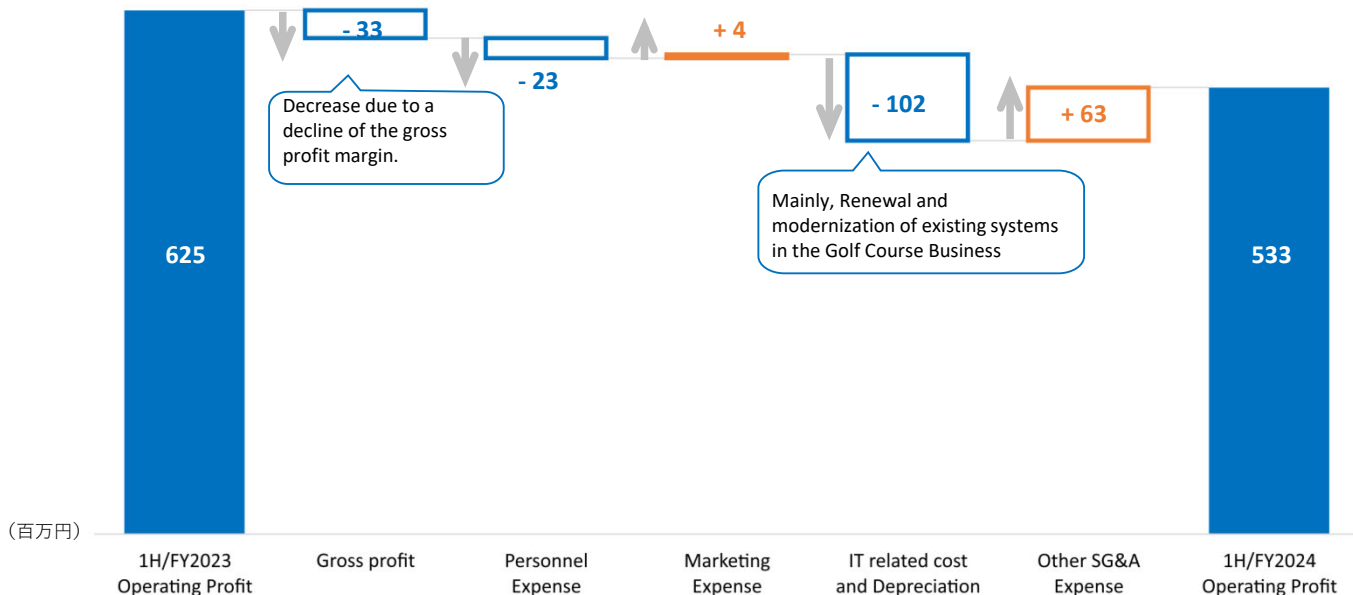 - 33
+ 4
- 23
- 102
+ 63
Decrease due to a
decline of the gross
profit margin.
Mainly, Renewal and
modernization of existing systems
in the Golf Course Business
625
533
（百万円）
1H/FY2023
Operating Profit
Gross profit
Personnel
Expense
Marketing
Expense
IT related cost
and Depreciation
Other SG&A
Expense
1H/FY2024
Operating Profit